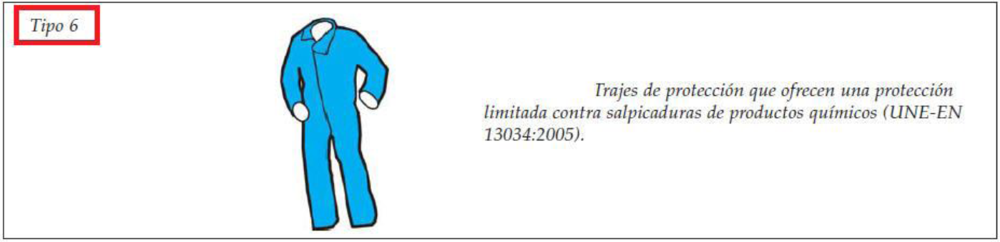 Tipo 6
Trajes de protección que ofrecen una protección
limitada contra salpicaduras de productos químicos (UNE-EN
13034:2005).